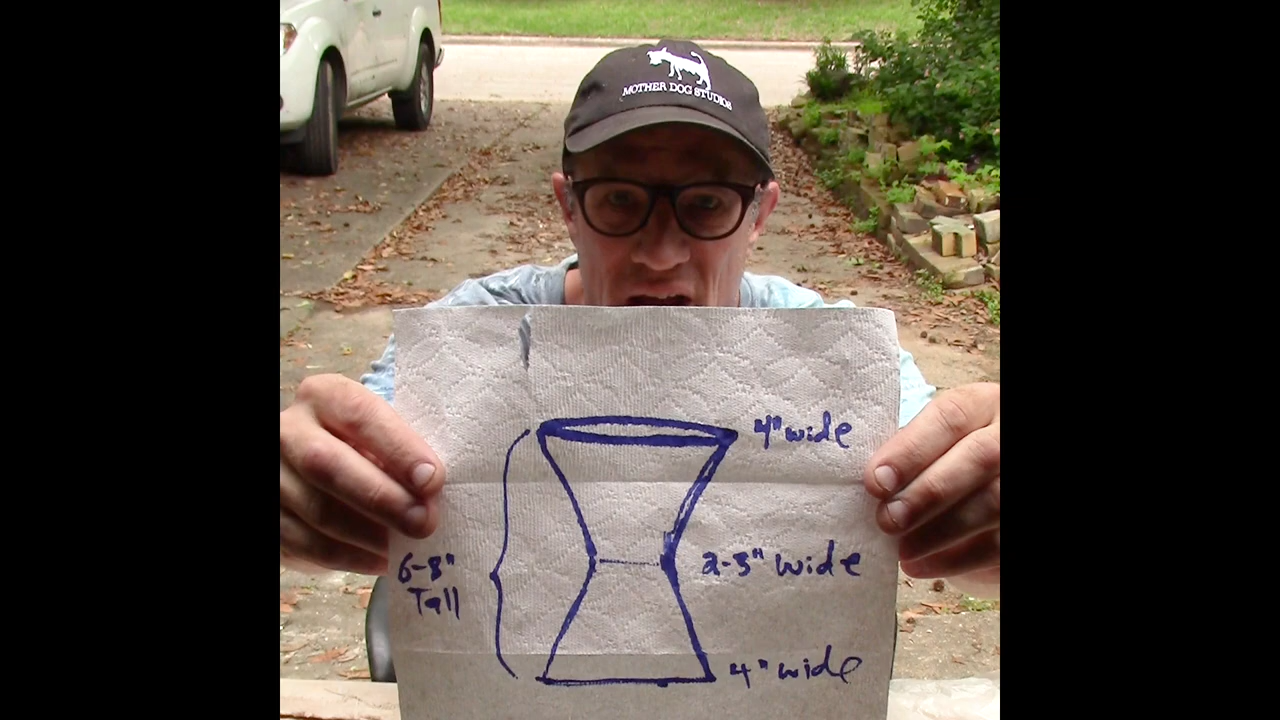 MOTHER DOG STUDIOS
4" wide
6-8"
Tall
2-3" wide
4" wide